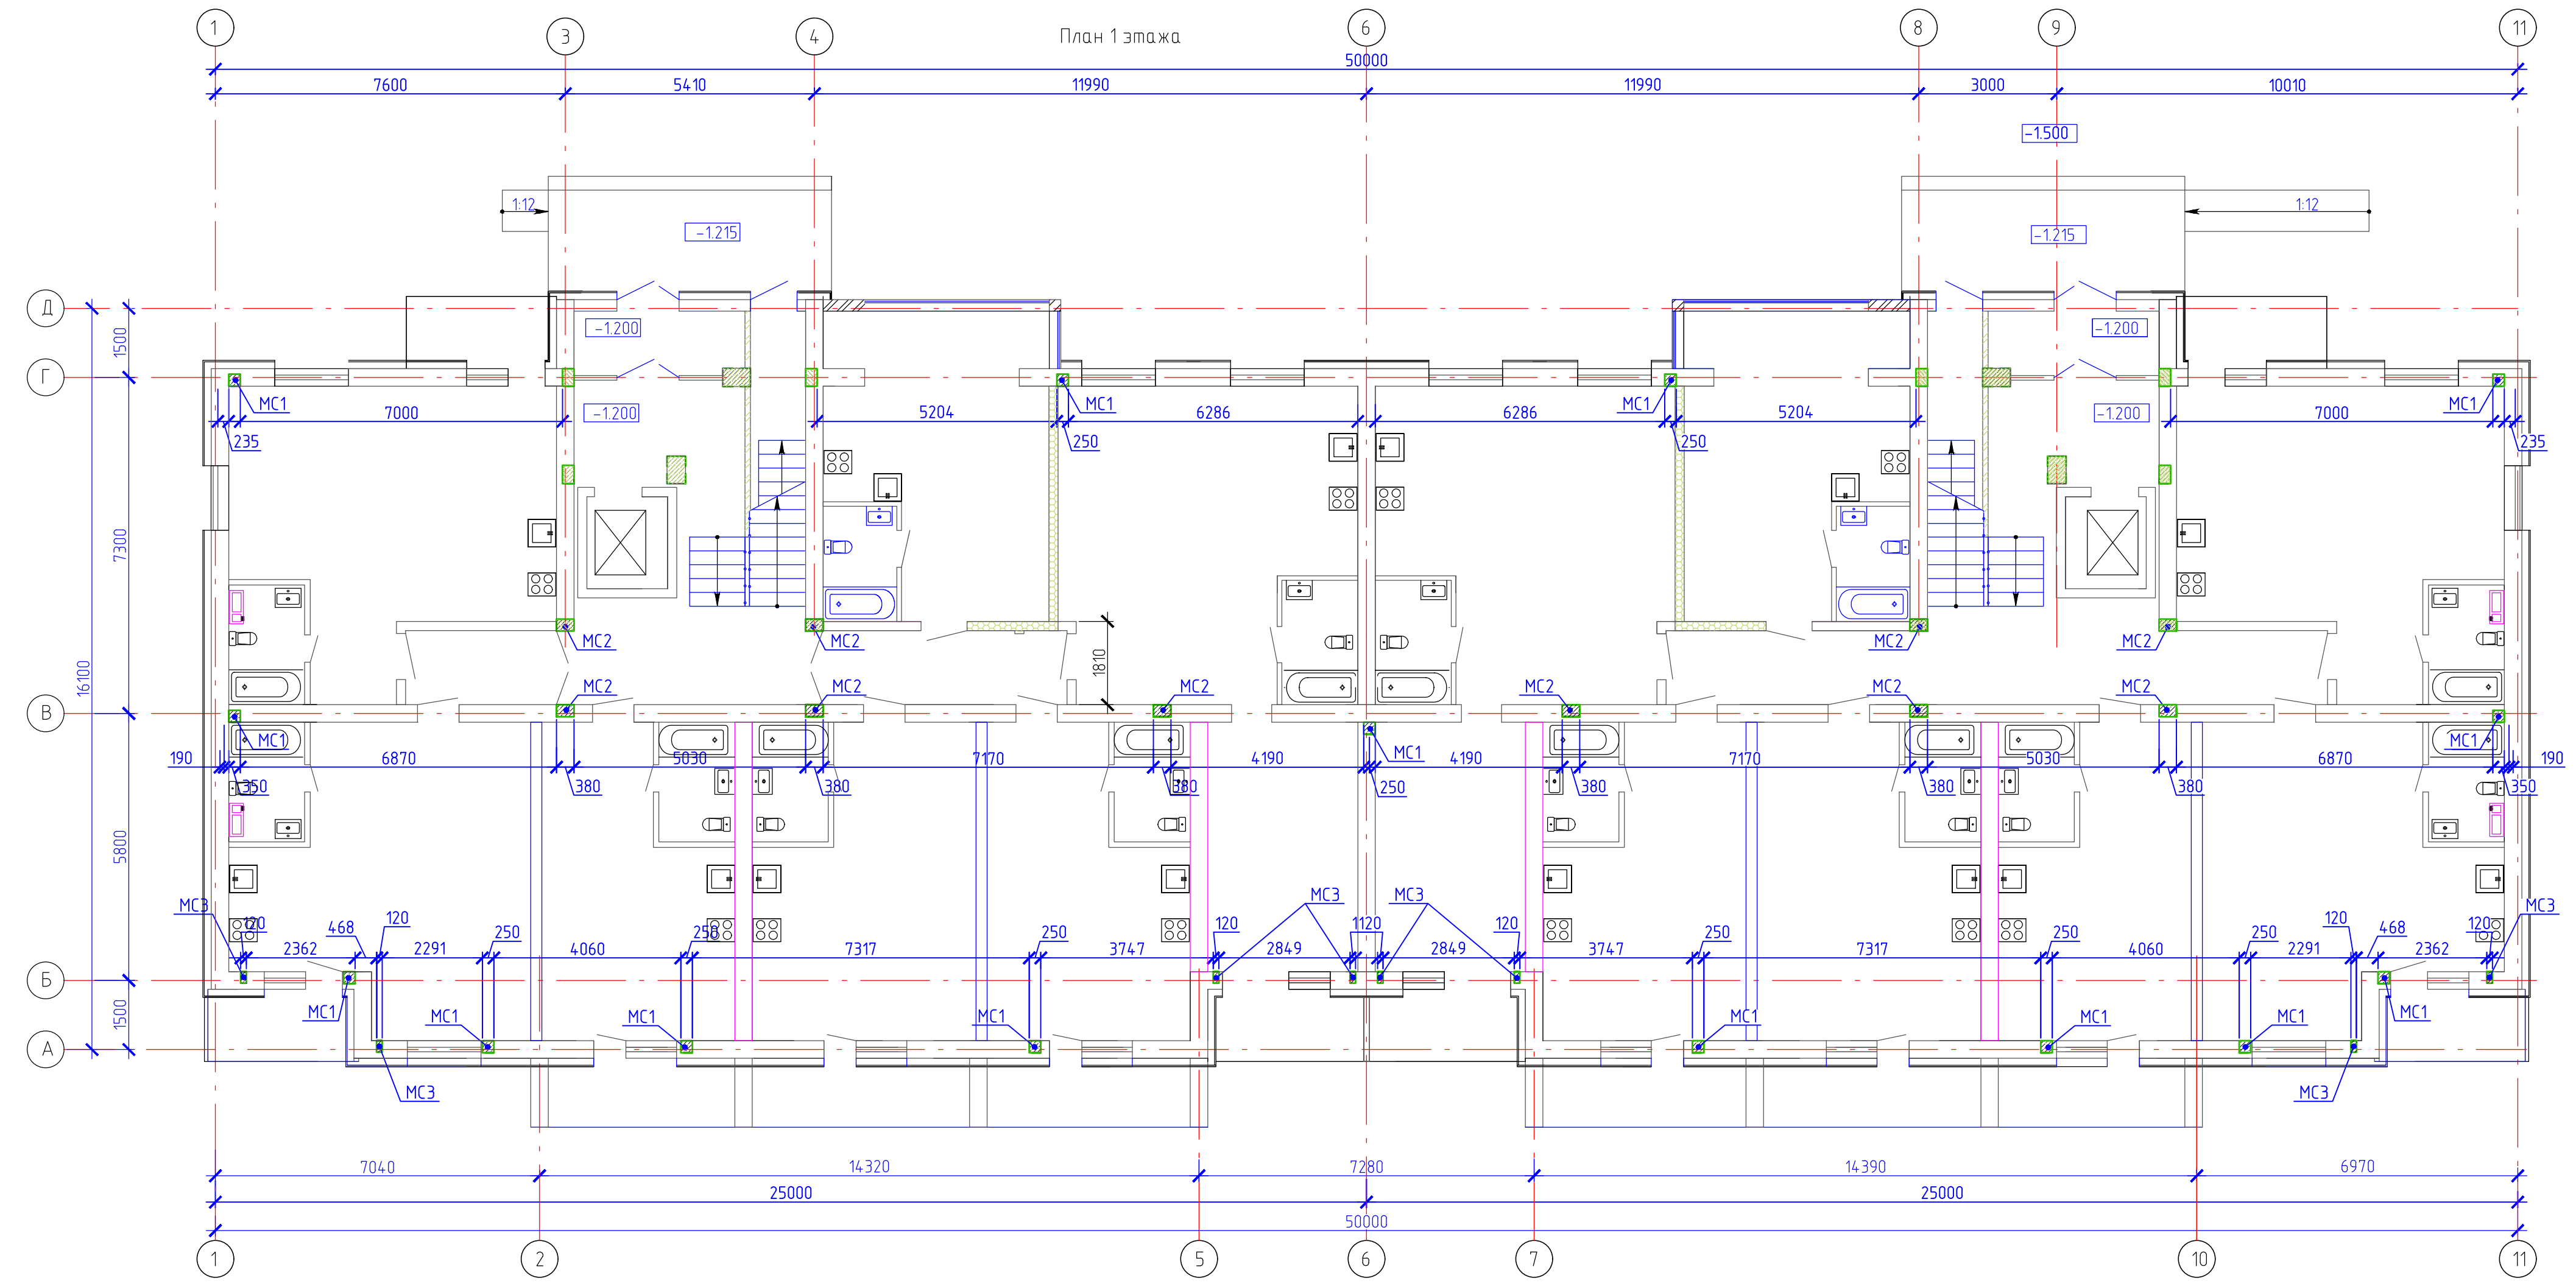 1 3 4 План 1 этажа 6 8 9 11
50000
7600 5410 11990 11990 3000 10010
-1.500
1:12 1:12
-1.215 -1.215
Д
-1.200 -1.200
1500
Г
МС1 7000 -1.200 5204 МС1 6286 6286 МС1 5204 -1.200 7000 МС1
235 250 250 235
7300
МС2 МС2 МС2 МС2
16100 1810
МС2 МС2 МС2 МС2 МС2 МС2
В
МС1 МС1 МС1
190 6870 5030 7170 4190 4190 7170 5030 6870 190
350 380 380 380 250 380 380 380 350
5800
МС3 120 468 120 250 250 250 120 МС3 1120 МС3 120 250 250 250 120 468 120 МС3
2362 2291 4060 7317 3747 2849 2849 3747 7317 4060 2291 2362
Б
МС1 МС1 МС1 МС1 МС1 МС1 МС1 МС1
1500
А
МС3 МС3
7040 14320 7280 14390 6970
25000 25000
50000
1 2 5 6 7 10 11